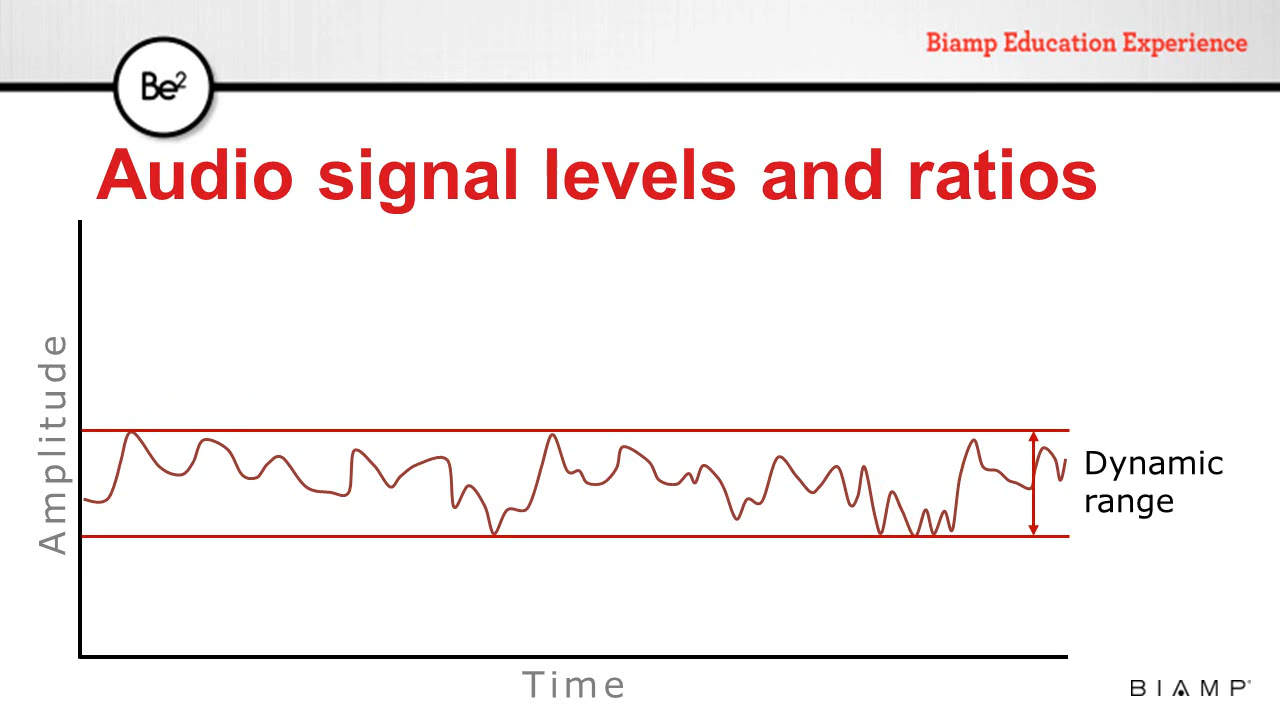 Biamp Education Experience
Be²
Audio signal levels and ratios
Amplitude
Dynamic
range
Time
BIAMP®